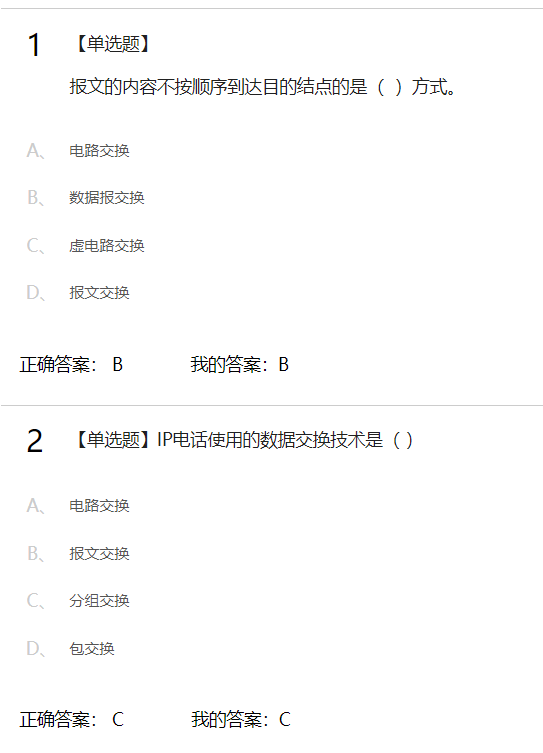 1 【单选题】
报文的内容不按顺序到达目的结点的是（ ）方式。
A、 电路交换
B、 数据报交换
C、 虚电路交换
D、 报文交换
正确答案： B 我的答案：B
2 【单选题】IP电话使用的数据交换技术是（ ）
A、 电路交换
B、 报文交换
C、 分组交换
D、 包交换
正确答案： C 我的答案：C